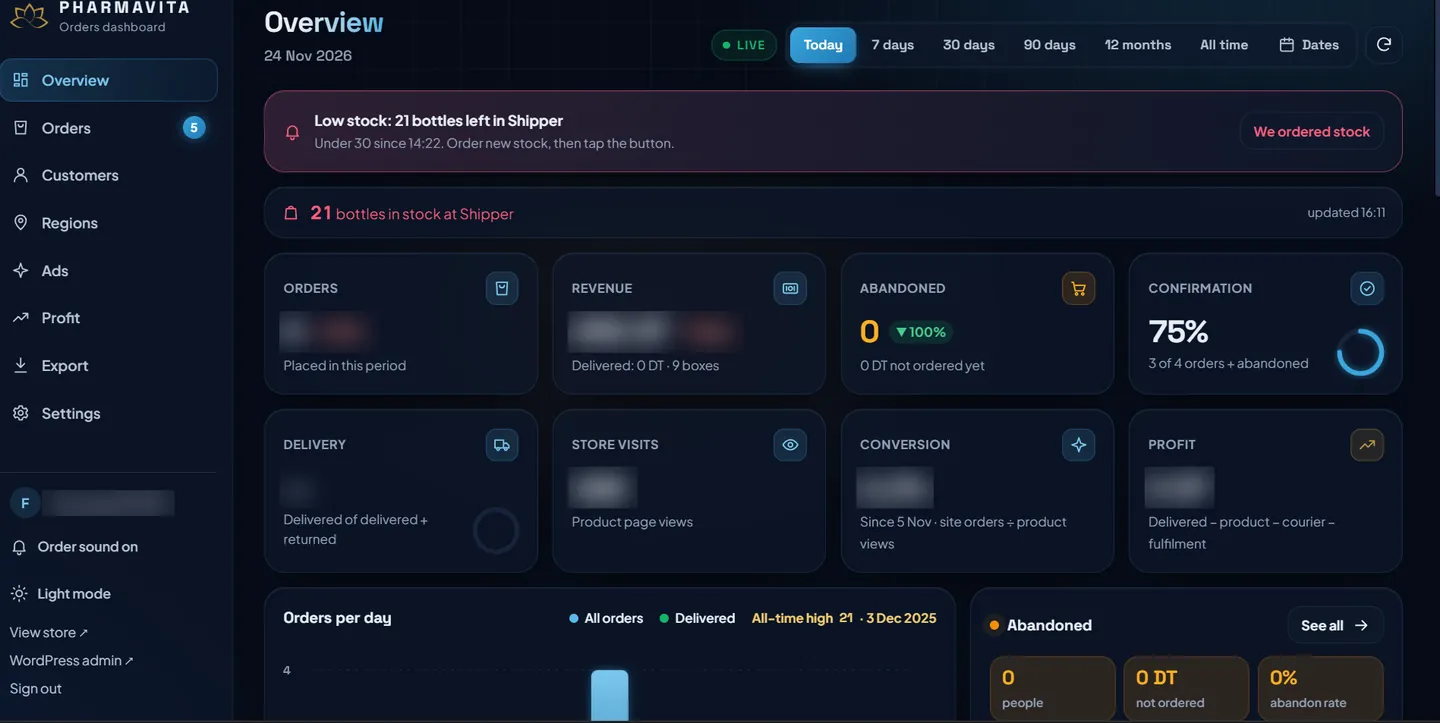 PHARMAVITA
Orders dashboard
Overview
Orders 5
Customers
Regions
Ads
Profit
Export
Settings
F
Order sound on
Light mode
View store ↗
WordPress admin ↗
Sign out
Overview
24 Nov 2026
LIVE
Today 7 days 30 days 90 days 12 months All time Dates
Low stock: 21 bottles left in Shipper
Under 30 since 14:22. Order new stock, then tap the button.
We ordered stock
21 bottles in stock at Shipper
updated 16:11
ORDERS
Placed in this period
REVENUE
Delivered: 0 DT · 9 boxes
ABANDONED
0 ▼100%
0 DT not ordered yet
CONFIRMATION
75%
3 of 4 orders + abandoned
DELIVERY
Delivered of delivered +
returned
STORE VISITS
Product page views
CONVERSION
Since 5 Nov · site orders ÷ product
views
PROFIT
Delivered – product – courier –
fulfilment
Orders per day
All orders Delivered All-time high 21 · 3 Dec 2025
4
Abandoned
See all →
0
people
0 DT
not ordered
0%
abandon rate